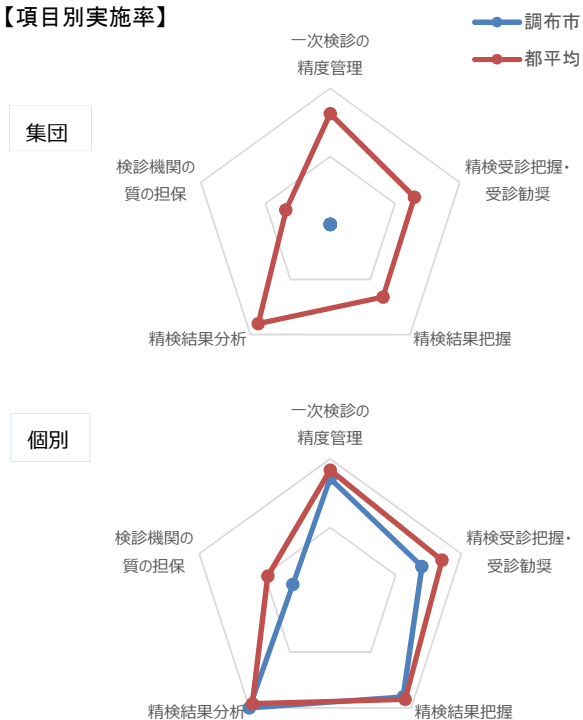 【項目別実施率】
調布市
都平均
集団
一次検診の
精度管理
精検受診把握・
受診勧奨
精検結果把握
精検結果分析
検診機関の
質の担保
個別
一次検診の
精度管理
精検受診把握・
受診勧奨
精検結果把握
精検結果分析
検診機関の
質の担保